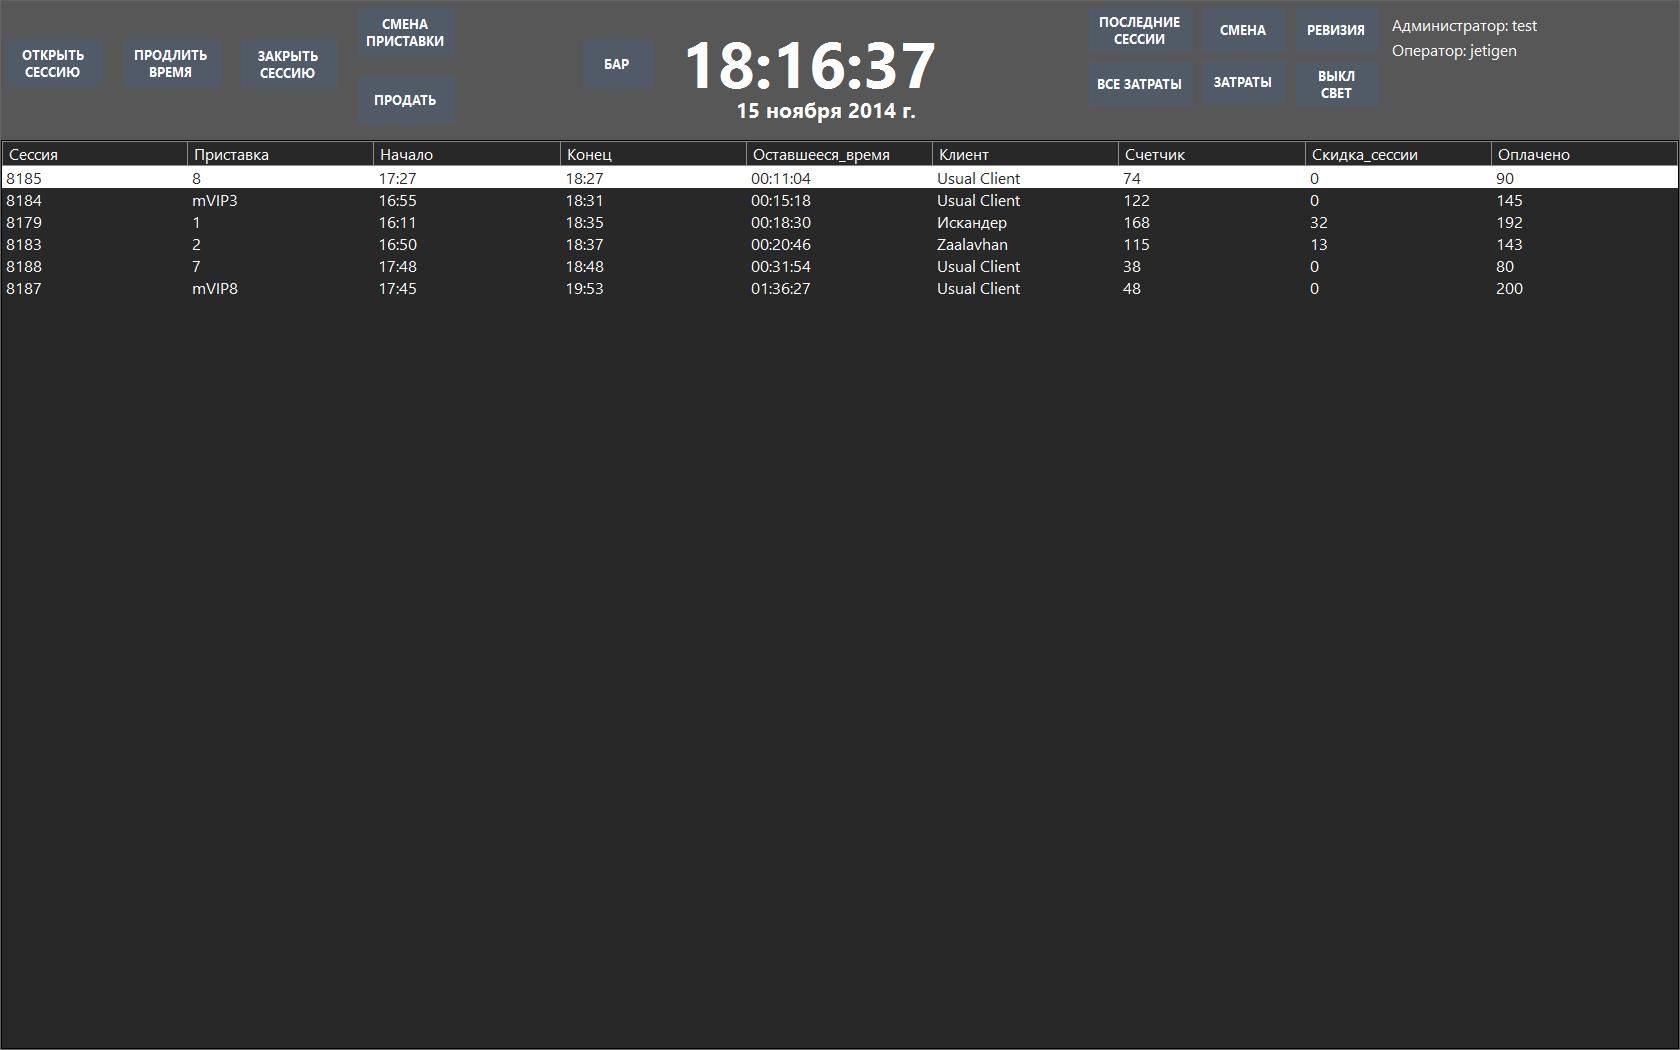 ОТКРЫТЬ
СЕССИЮ
ПРОДЛИТЬ
ВРЕМЯ
ЗАКРЫТЬ
СЕССИЮ
СМЕНА
ПРИСТАВКИ
ПРОДАТЬ
БАР
18:16:37
15 ноября 2014 г.
ПОСЛЕДНИЕ
СЕССИИ
СМЕНА
РЕВИЗИЯ
ВСЕ ЗАТРАТЫ
ЗАТРАТЫ
ВЫКЛ
СВЕТ
Администратор: test
Оператор: jetigen
Сессия Приставка Начало Конец Оставшееся_время Клиент Счетчик Скидка_сессии Оплачено
8185 8 17:27 18:27 00:11:04 Usual Client 74 0 90
8184 mVIP3 16:55 18:31 00:15:18 Usual Client 122 0 145
8179 1 16:11 18:35 00:18:30 Искандер 168 32 192
8183 2 16:50 18:37 00:20:46 Zaalavhan 115 13 143
8188 7 17:48 18:48 00:31:54 Usual Client 38 0 80
8187 mVIP8 17:45 19:53 01:36:27 Usual Client 48 0 200